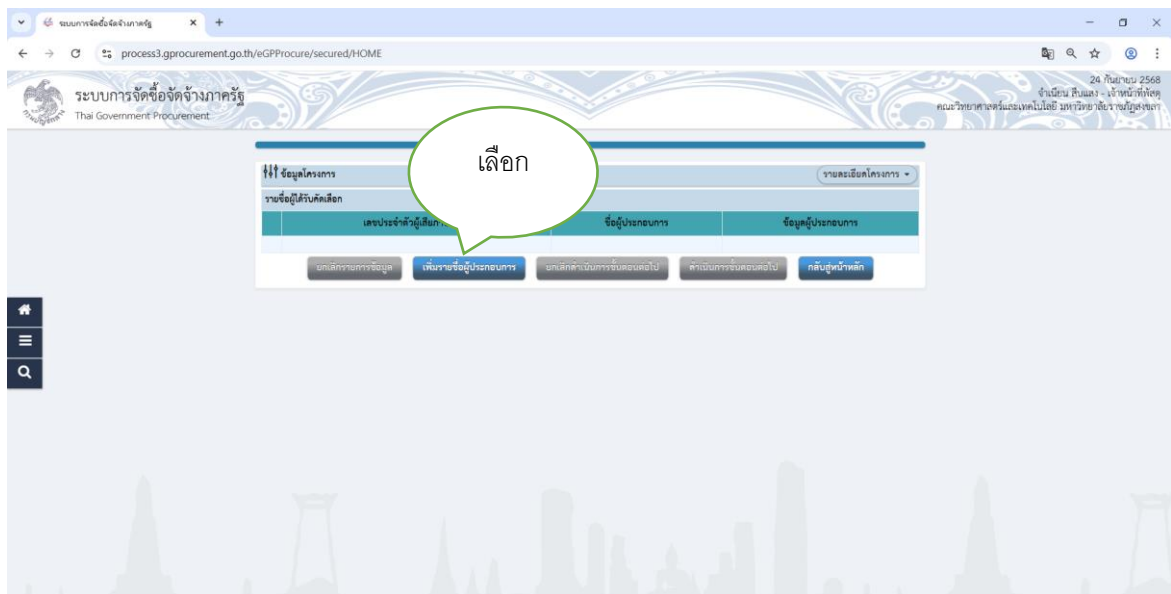 ระบบการจัดซื้อจัดจ้างภาครัฐ
process3.gprocurement.go.th/eGPProcure/secured/HOME
ระบบการจัดซื้อจัดจ้างภาครัฐ
Thai Government Procurement
24 กันยายน 2568
จำเนียน สืบแสง - เจ้าหน้าที่พัสดุ
คณะวิทยาศาสตร์และเทคโนโลยี มหาวิทยาลัยราชภัฏสงขลา
เลือก
ข้อมูลโครงการ
รายละเอียดโครงการ
รายชื่อผู้ได้รับคัดเลือก
เลขประจำตัวผู้เสียภา ชื่อผู้ประกอบการ ข้อมูลผู้ประกอบการ
ยกเลิกรายการข้อมูล เพิ่มรายชื่อผู้ประกอบการ ยกเลิกดำเนินการขั้นตอนต่อไป ดำเนินการขั้นตอนต่อไป กลับสู่หน้าหลัก